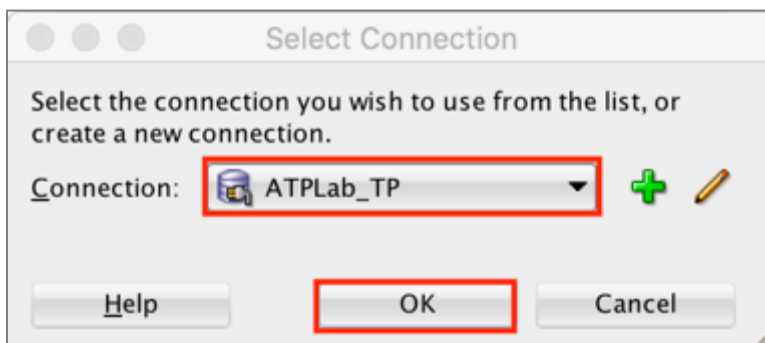 Select Connection
Select the connection you wish to use from the list, or
create a new connection.
Connection: ATPLab_TP
Help OK Cancel